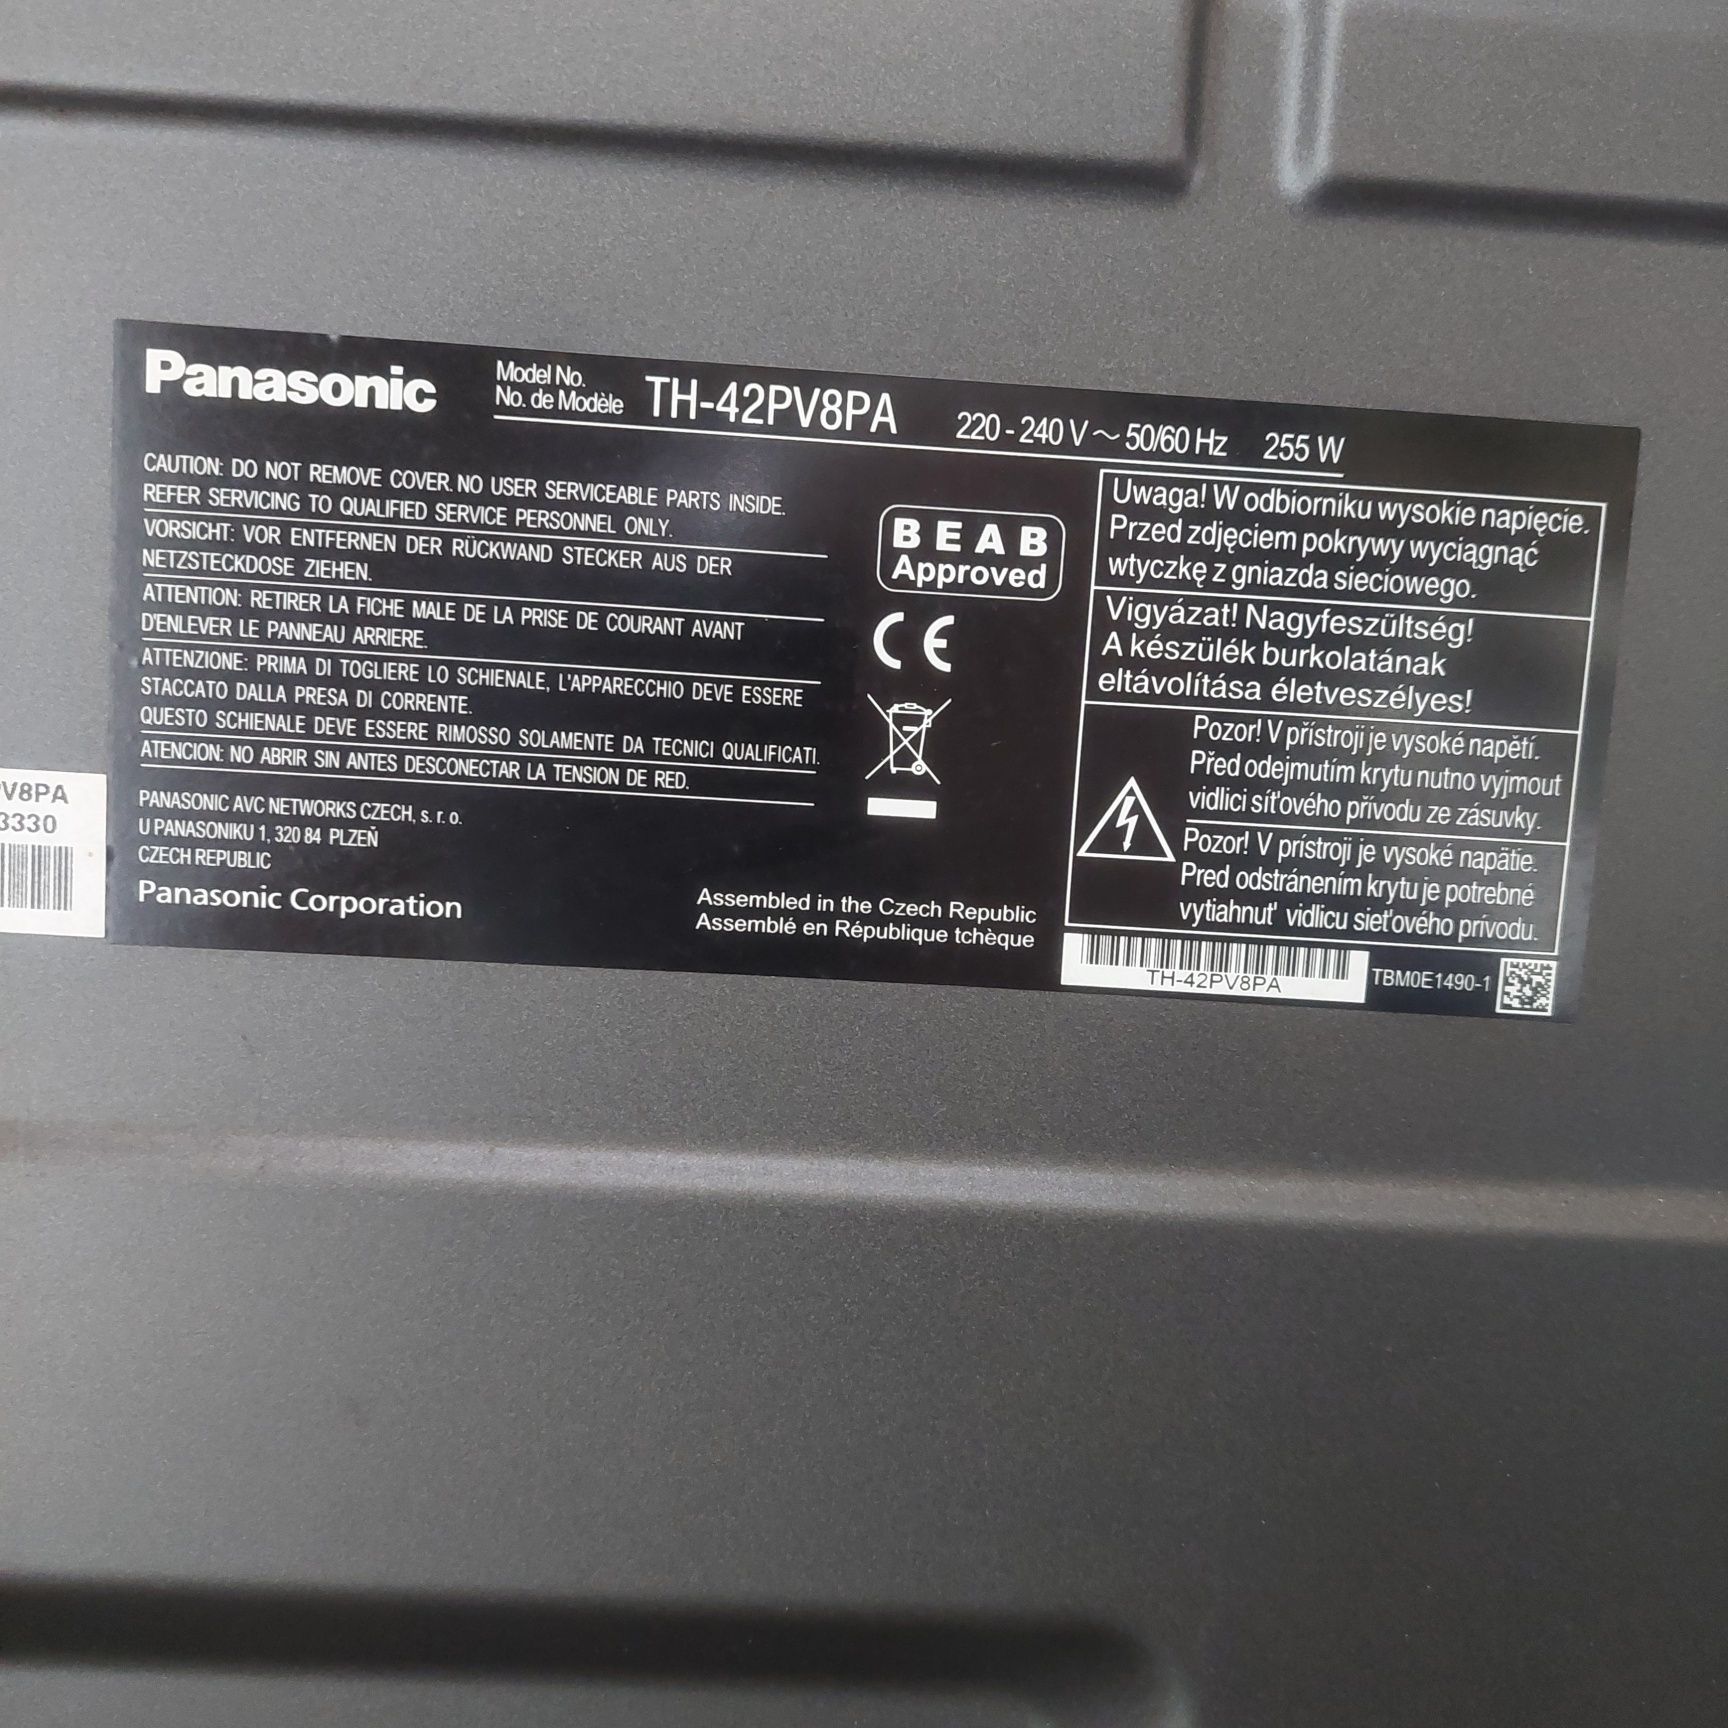 Panasonic
Model No.
No. de Modèle
TH-42PV8PA
220 - 240 V ~ 50/60 Hz 255 W
CAUTION: DO NOT REMOVE COVER. NO USER SERVICEABLE PARTS INSIDE.
REFER SERVICING TO QUALIFIED SERVICE PERSONNEL ONLY.
VORSICHT: VOR ENTFERNEN DER RÜCKWAND STECKER AUS DER
NETZSTECKDOSE ZIEHEN.
ATTENTION: RETIRER LA FICHE MALE DE LA PRISE DE COURANT AVANT
D'ENLEVER LE PANNEAU ARRIERE.
ATTENZIONE: PRIMA DI TOGLIERE LO SCHIENALE, L'APPARECCHIO DEVE ESSERE
STACCATO DALLA PRESA DI CORRENTE.
QUESTO SCHIENALE DEVE ESSERE RIMOSSO SOLAMENTE DA TECNICI QUALIFICATI.
ATENCION: NO ABRIR SIN ANTES DESCONECTAR LA TENSION DE RED.
PANASONIC AVC NETWORKS CZECH, s. r. o.
U PANASONIKU 1, 320 84 PLZEŇ
CZECH REPUBLIC
Panasonic Corporation
BEAB
Approved
CE
Assembled in the Czech Republic
Assemblé en République tchèque
Uwaga! W odbiorniku wysokie napięcie.
Przed zdjęciem pokrywy wyciągnąć
wtyczkę z gniazda sieciowego.
Vigyázat! Nagyfeszültség!
A készülék burkolatának
eltávolítása életveszélyes!
Pozor! V přístroji je vysoké napětí.
Před odejmutím krytu nutno vyjmout
vidlici síťového přívodu ze zásuvky.
Pozor! V prístroji je vysoké napätie.
Pred odstránením krytu je potrebné
vytiahnuť vidlicu sieťového prívodu.
TH-42PV8PA
TBM0E1490-1
V8PA
3330